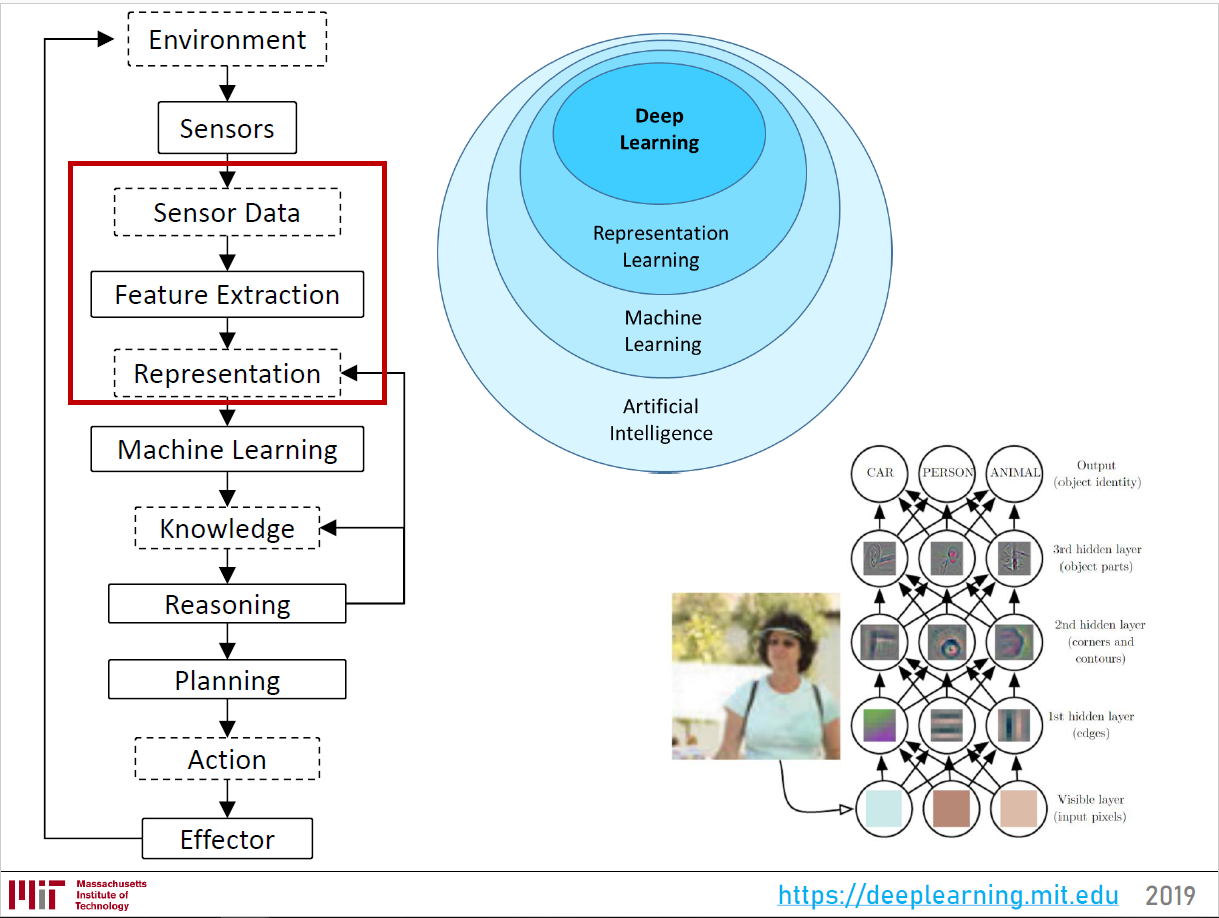 Environment
Sensors
Sensor Data
Feature Extraction
Representation
Machine Learning
Knowledge
Reasoning
Planning
Action
Effector
Deep
Learning
Representation
Learning
Machine
Learning
Artificial
Intelligence
CAR
PERSON
ANIMAL
Output
(object identity)
3rd hidden layer
(object parts)
2nd hidden layer
(corners and
contours)
1st hidden layer
(edges)
Visible layer
(input pixels)
MIT
Massachusetts
Institute of
Technology
https://deeplearning.mit.edu
2019